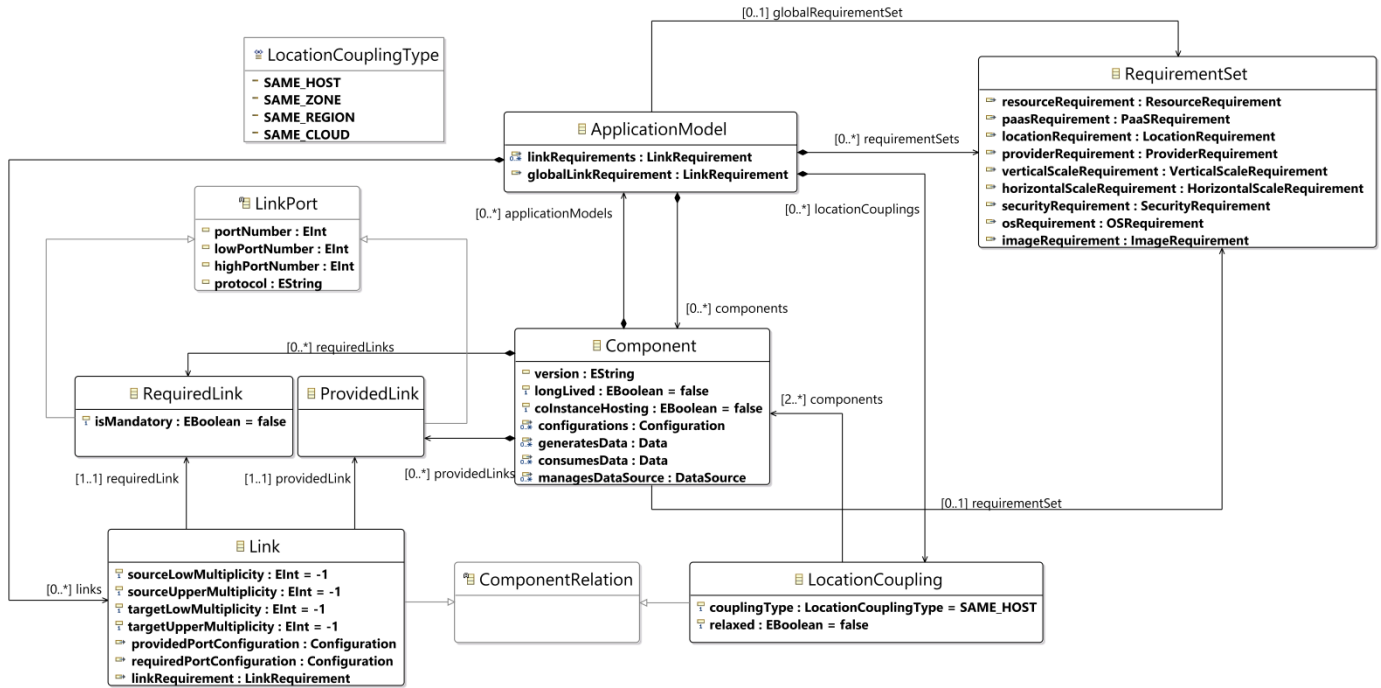 [0..1] globalRequirementSet
LocationCouplingType
SAME_HOST
SAME_ZONE
SAME_REGION
SAME_CLOUD
RequirementSet
resourceRequirement : ResourceRequirement
paasRequirement : PaaSRequirement
locationRequirement : LocationRequirement
providerRequirement : ProviderRequirement
verticalScaleRequirement : VerticalScaleRequirement
horizontalScaleRequirement : HorizontalScaleRequirement
securityRequirement : SecurityRequirement
osRequirement : OSRequirement
imageRequirement : ImageRequirement
ApplicationModel
linkRequirements : LinkRequirement
globalLinkRequirement : LinkRequirement
[0..*] requirementSets
[0..*] applicationModels
[0..*] locationCouplings
LinkPort
portNumber : EInt
lowPortNumber : EInt
highPortNumber : EInt
protocol : EString
[0..*] components
[0..*] requiredLinks
Component
version : EString
longLived : EBoolean = false
coInstanceHosting : EBoolean = false
configurations : Configuration
generatesData : Data
consumesData : Data
managesDataSource : DataSource
RequiredLink
isMandatory : EBoolean = false
ProvidedLink
[2..*] components
[1..1] requiredLink
[1..1] providedLink
[0..*] providedLinks
[0..1] requirementSet
Link
sourceLowMultiplicity : EInt = -1
sourceUpperMultiplicity : EInt = -1
targetLowMultiplicity : EInt = -1
targetUpperMultiplicity : EInt = -1
providedPortConfiguration : Configuration
requiredPortConfiguration : Configuration
linkRequirement : LinkRequirement
[0..*] links
ComponentRelation
LocationCoupling
couplingType : LocationCouplingType = SAME_HOST
relaxed : EBoolean = false